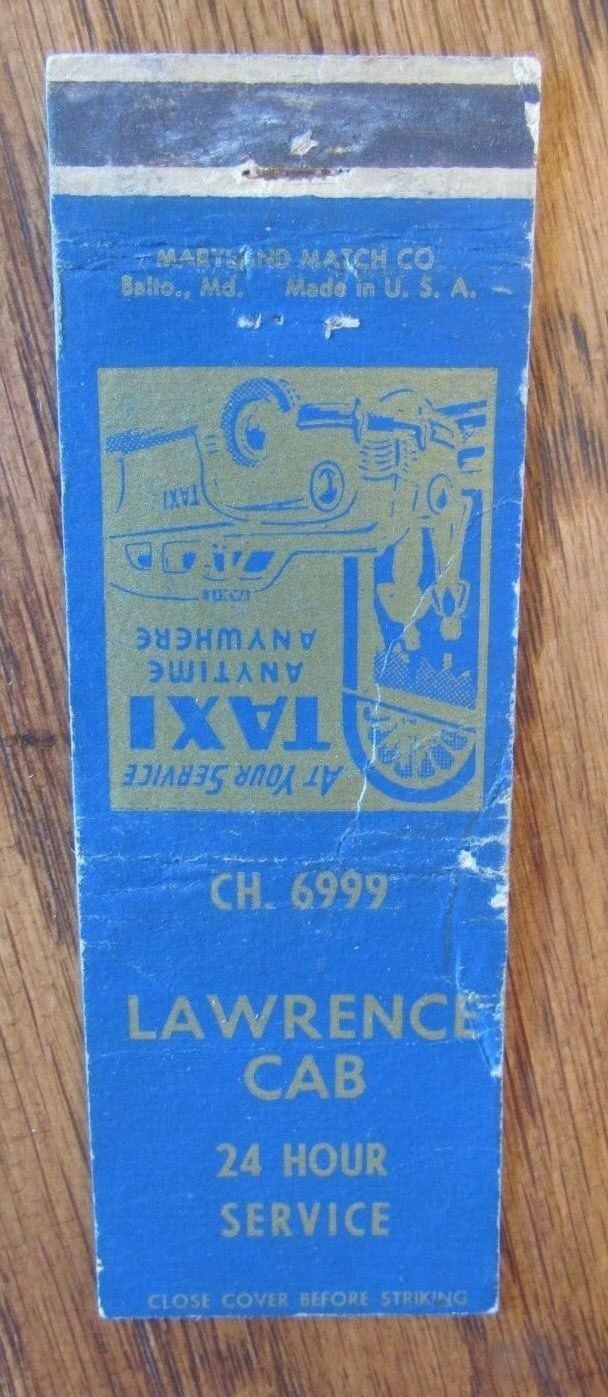 MARYLAND MATCH CO.
Balto., Md. Made in U. S. A.
AT YOUR SERVICE
TAXI
ANYTIME
ANYWHERE
TAXI
CH. 6999
LAWRENCE
CAB
24 HOUR
SERVICE
CLOSE COVER BEFORE STRIKING